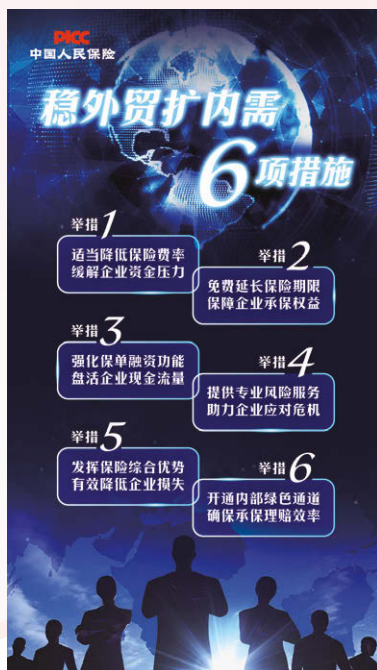 PICC
中国人民保险
稳外贸扩内需
6项措施
举措1
适当降低保险费率
缓解企业资金压力
举措2
免费延长保险期限
保障企业承保权益
举措3
强化保单融资功能
盘活企业现金流量
举措4
提供专业风险服务
助力企业应对危机
举措5
发挥保险综合优势
有效降低企业损失
举措6
开通内部绿色通道
确保承保理赔效率